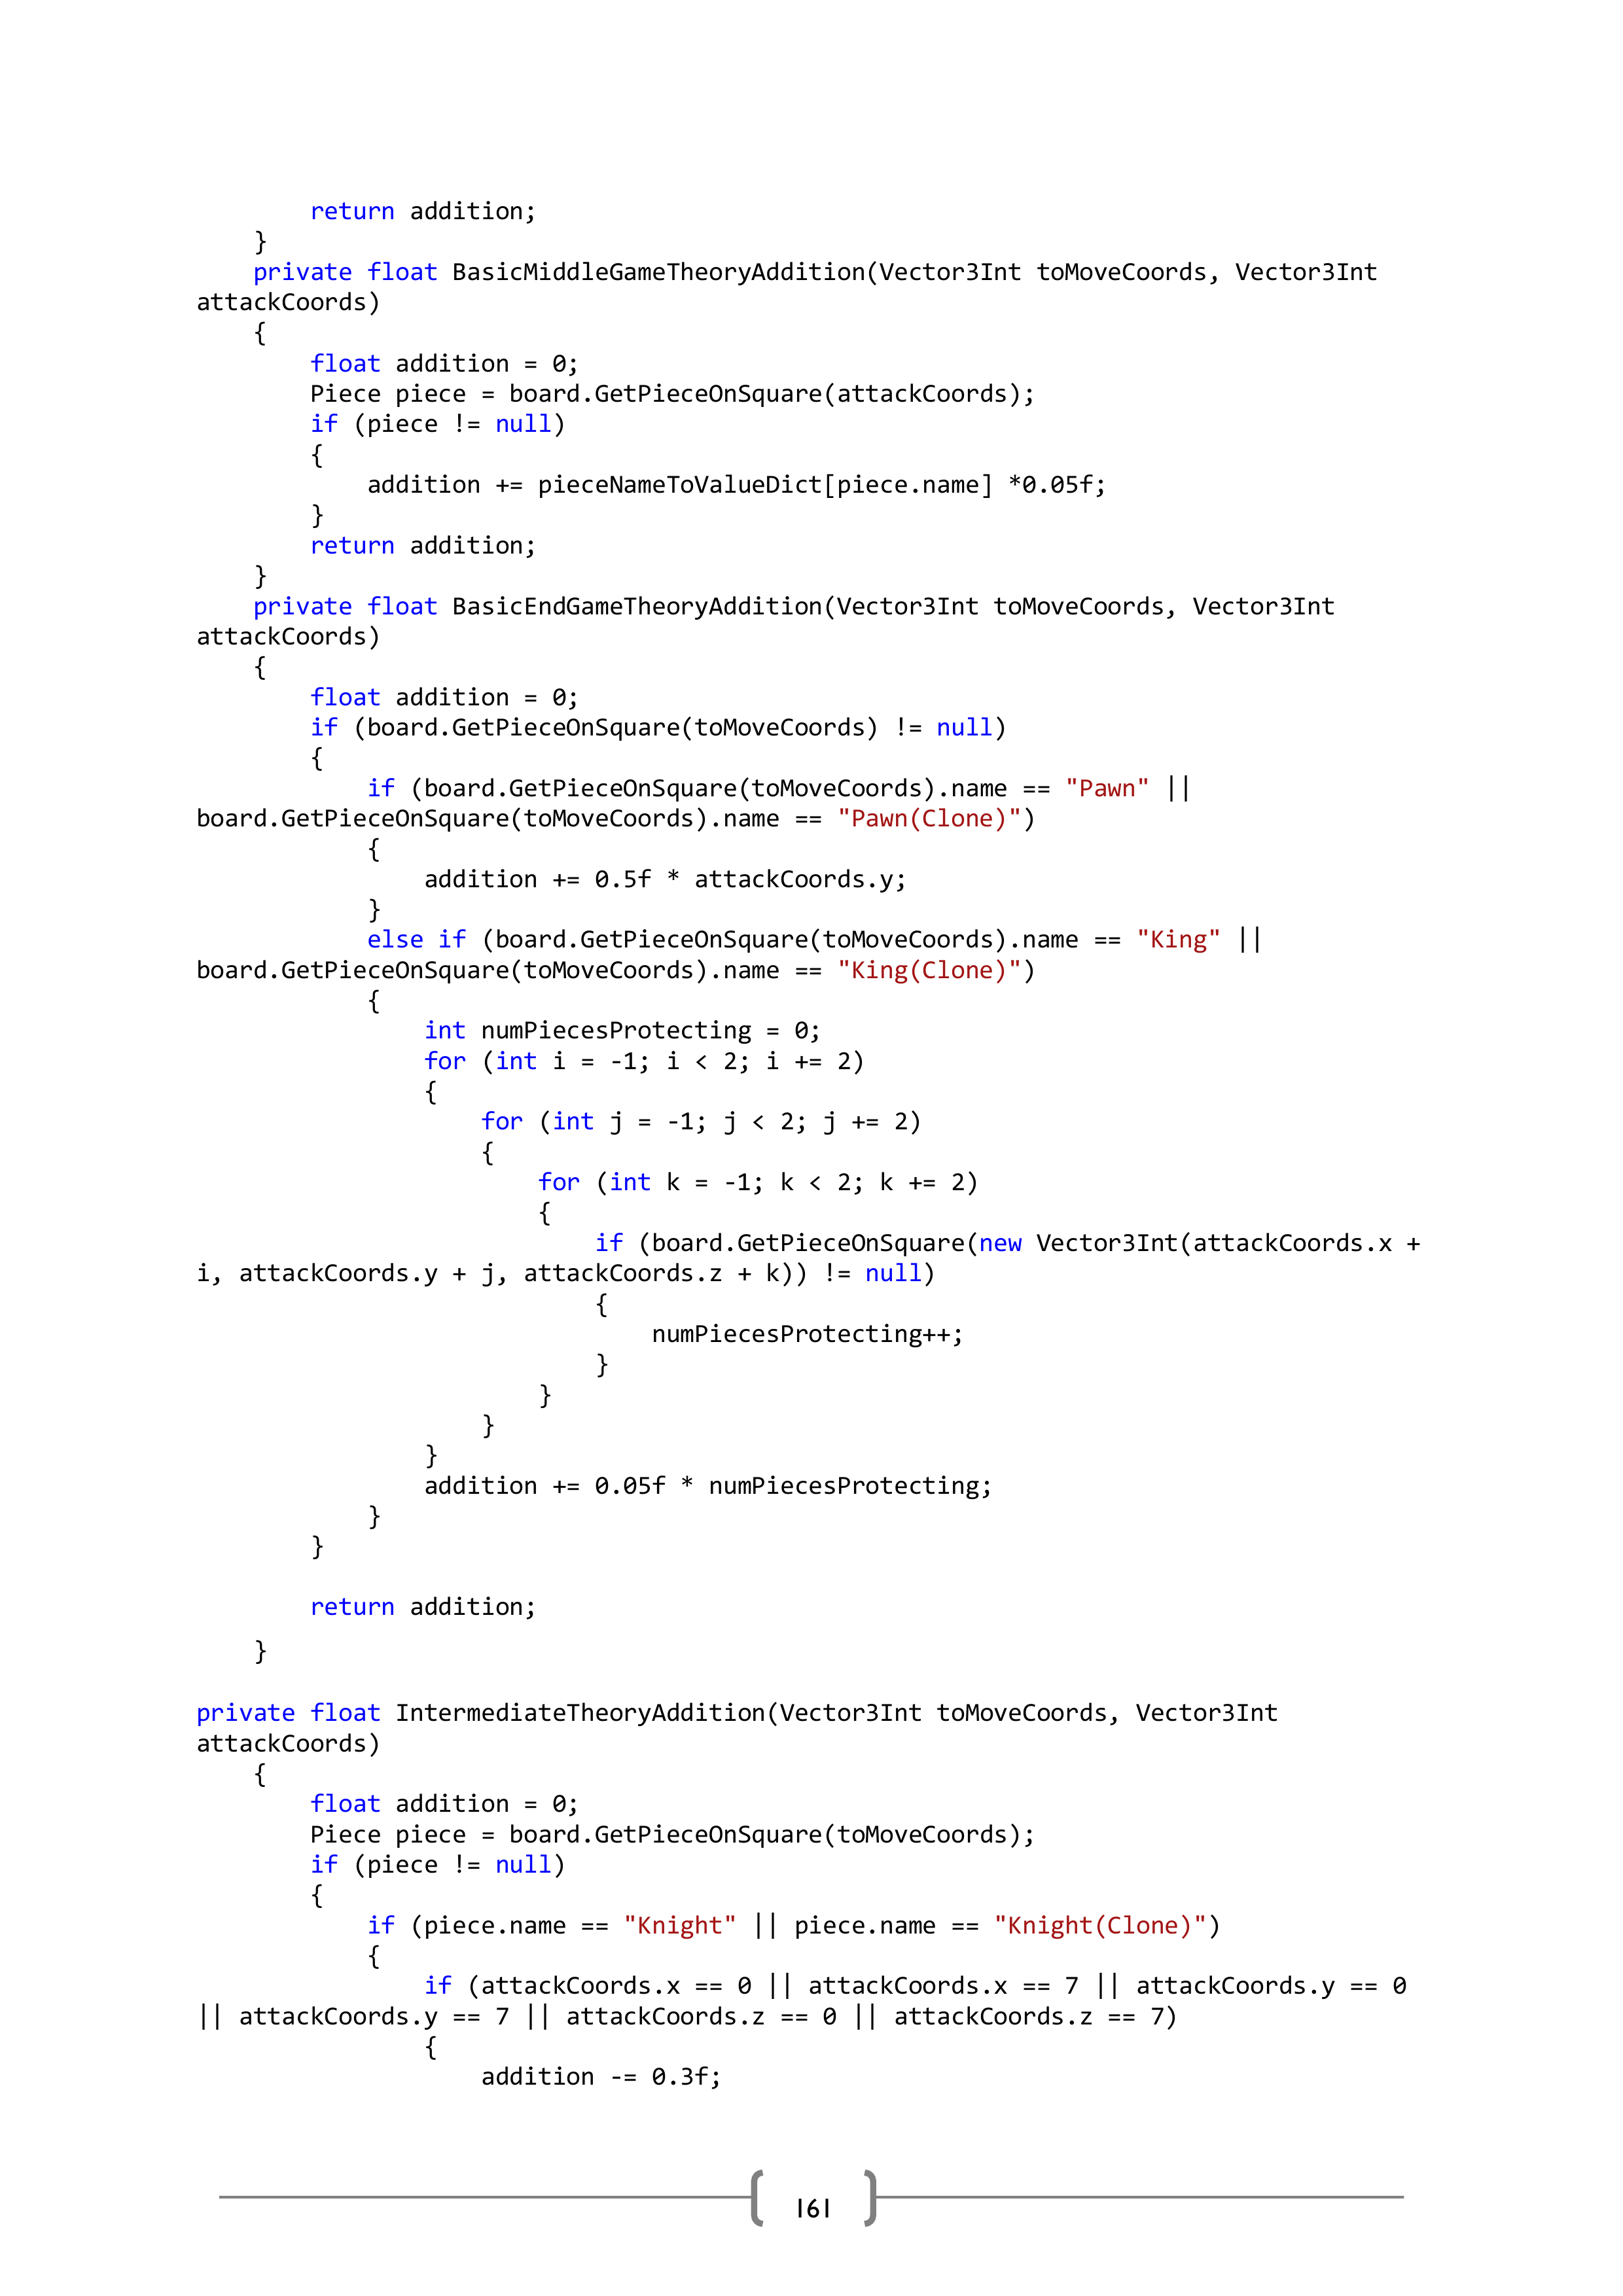 return addition;
    }
    private float BasicMiddleGameTheoryAddition(Vector3Int toMoveCoords, Vector3Int
attackCoords)
    {
        float addition = 0;
        Piece piece = board.GetPieceOnSquare(attackCoords);
        if (piece != null)
        {
            addition += pieceNameToValueDict[piece.name] *0.05f;
        }
        return addition;
    }
    private float BasicEndGameTheoryAddition(Vector3Int toMoveCoords, Vector3Int
attackCoords)
    {
        float addition = 0;
        if (board.GetPieceOnSquare(toMoveCoords) != null)
        {
            if (board.GetPieceOnSquare(toMoveCoords).name == "Pawn" ||
board.GetPieceOnSquare(toMoveCoords).name == "Pawn(Clone)")
            {
                addition += 0.5f * attackCoords.y;
            }
            else if (board.GetPieceOnSquare(toMoveCoords).name == "King" ||
board.GetPieceOnSquare(toMoveCoords).name == "King(Clone)")
            {
                int numPiecesProtecting = 0;
                for (int i = -1; i < 2; i += 2)
                {
                    for (int j = -1; j < 2; j += 2)
                    {
                        for (int k = -1; k < 2; k += 2)
                        {
                            if (board.GetPieceOnSquare(new Vector3Int(attackCoords.x +
i, attackCoords.y + j, attackCoords.z + k)) != null)
                            {
                                numPiecesProtecting++;
                            }
                        }
                    }
                }
                addition += 0.05f * numPiecesProtecting;
            }
        }

        return addition;
    }

private float IntermediateTheoryAddition(Vector3Int toMoveCoords, Vector3Int
attackCoords)
    {
        float addition = 0;
        Piece piece = board.GetPieceOnSquare(toMoveCoords);
        if (piece != null)
        {
            if (piece.name == "Knight" || piece.name == "Knight(Clone)")
            {
                if (attackCoords.x == 0 || attackCoords.x == 7 || attackCoords.y == 0
|| attackCoords.y == 7 || attackCoords.z == 0 || attackCoords.z == 7)
                {
                    addition -= 0.3f;
161